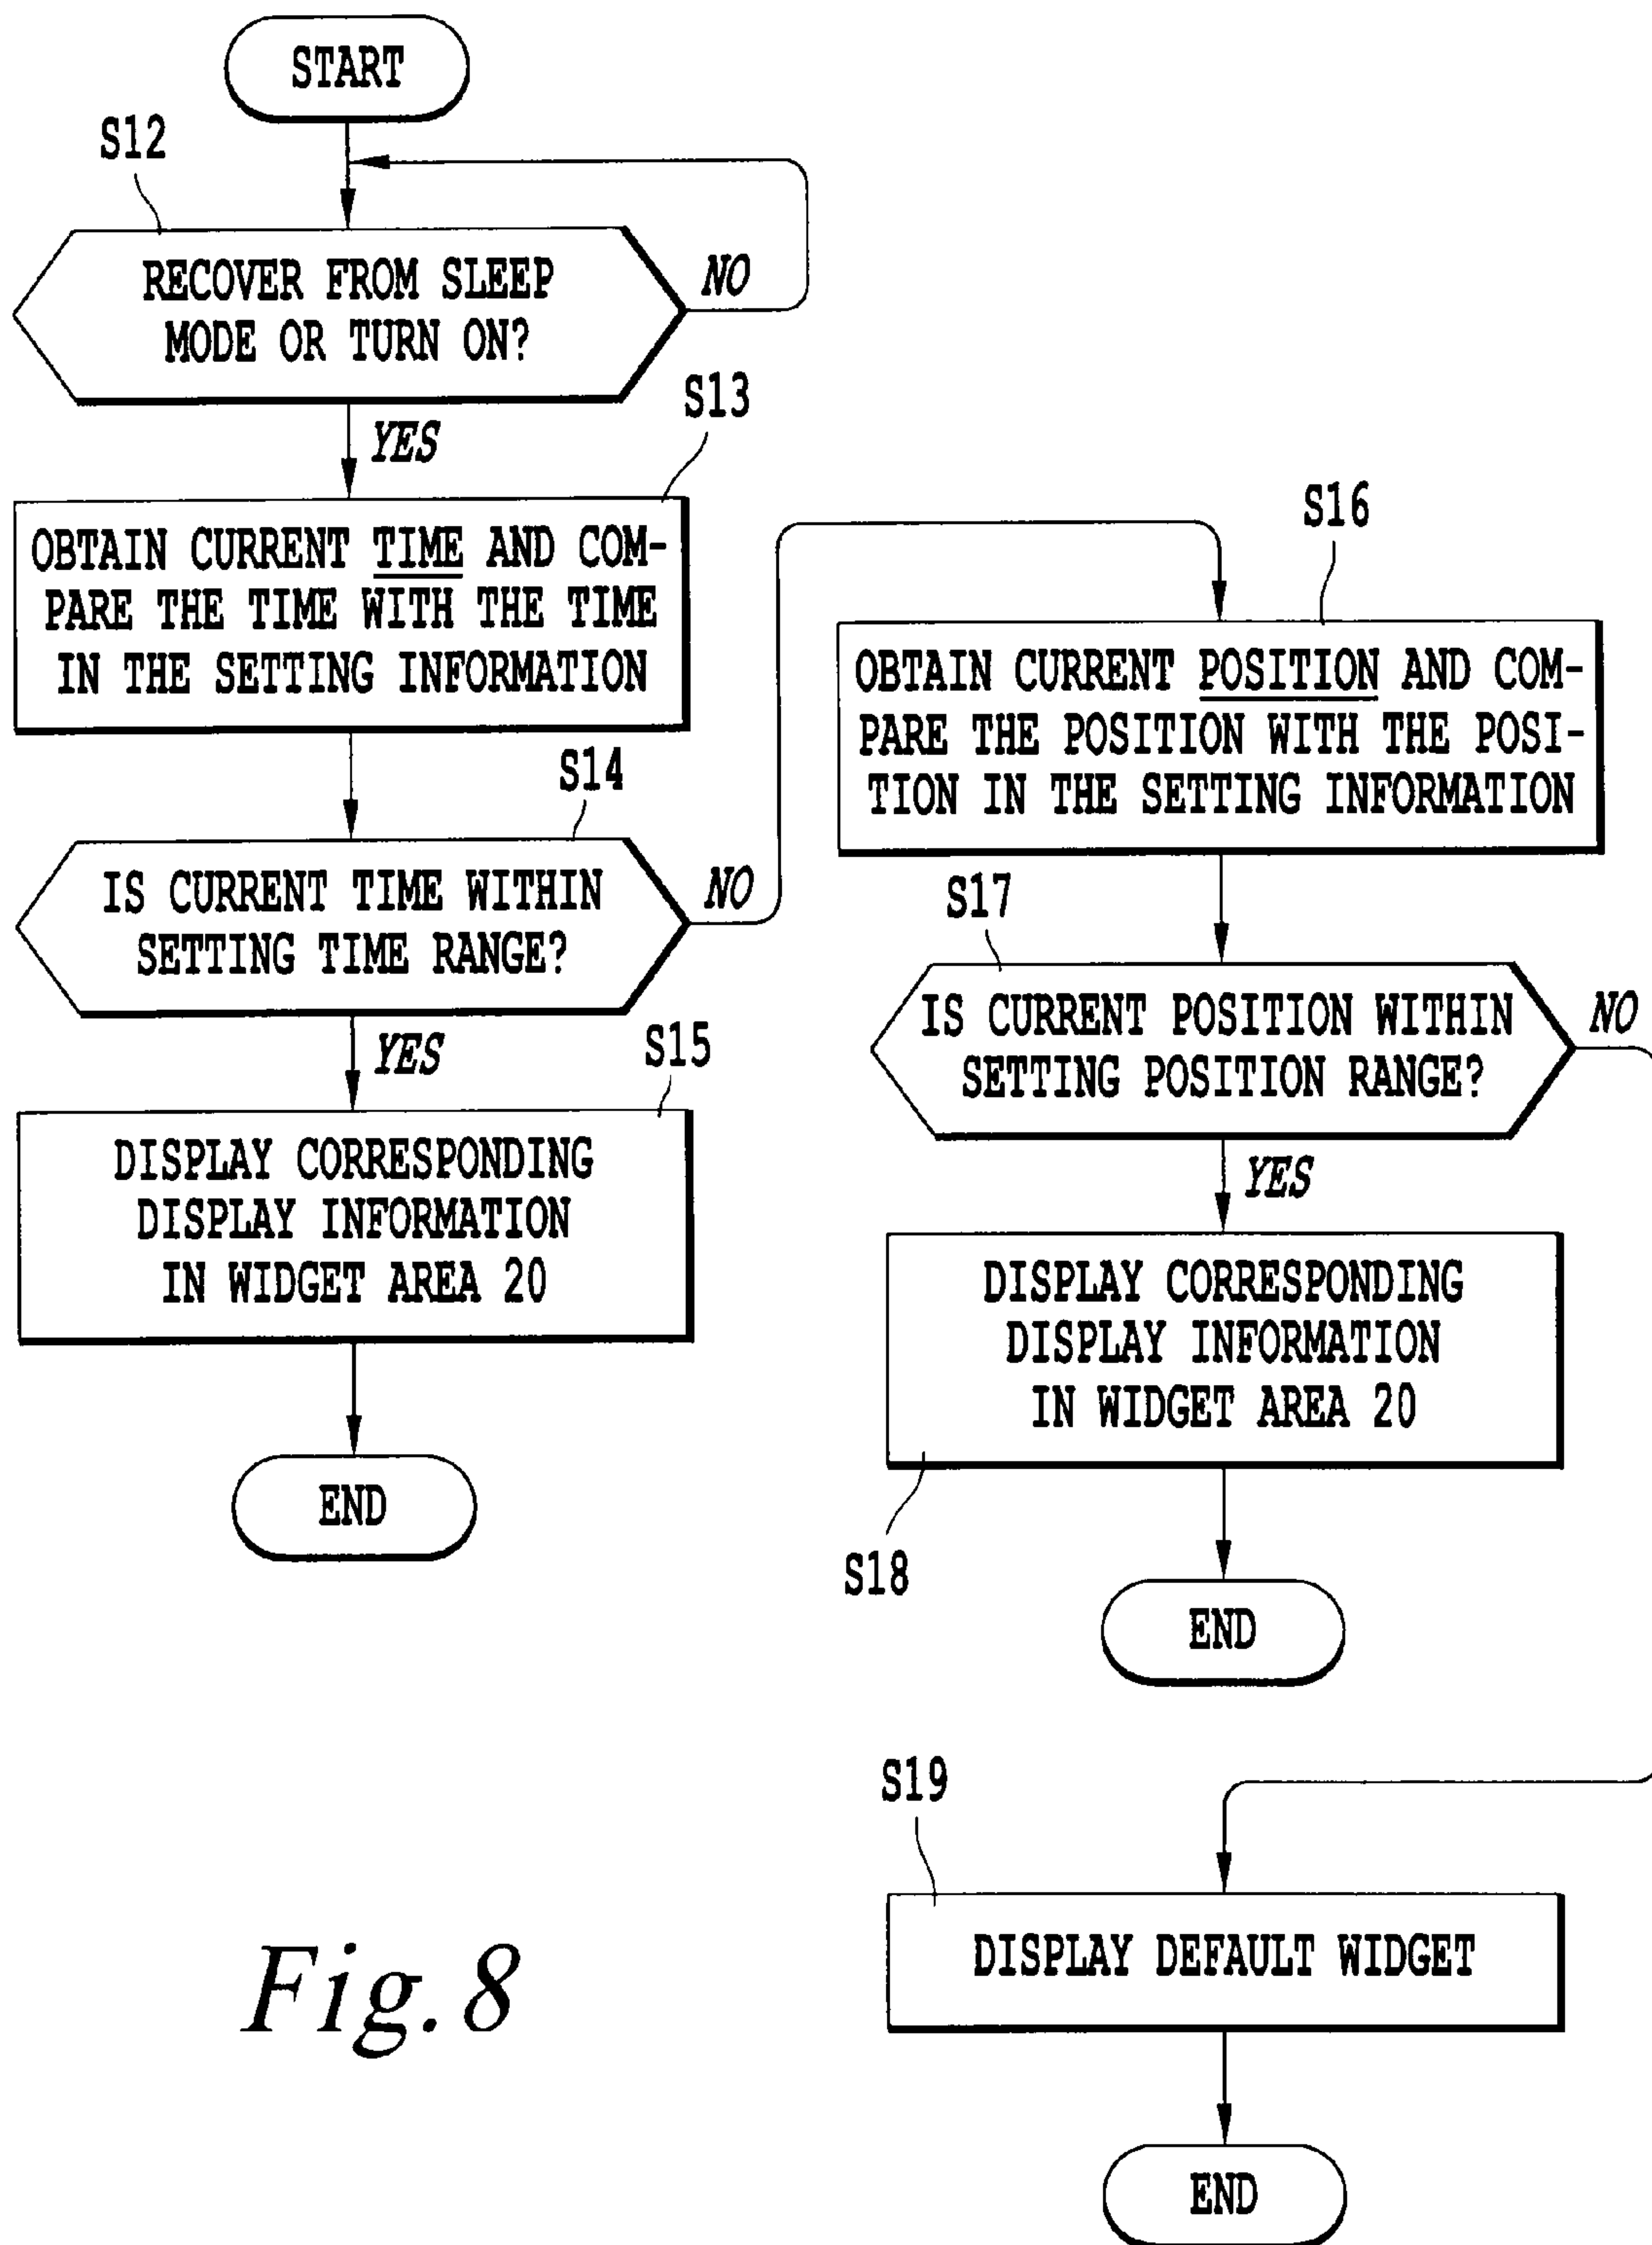 START
S12
RECOVER FROM SLEEP
MODE OR TURN ON?
NO
YES
S13
OBTAIN CURRENT TIME AND COM-
PARE THE TIME WITH THE TIME
IN THE SETTING INFORMATION
S14
IS CURRENT TIME WITHIN
SETTING TIME RANGE?
NO
YES
S15
DISPLAY CORRESPONDING
DISPLAY INFORMATION
IN WIDGET AREA 20
END
S16
OBTAIN CURRENT POSITION AND COM-
PARE THE POSITION WITH THE POSI-
TION IN THE SETTING INFORMATION
S17
IS CURRENT POSITION WITHIN
SETTING POSITION RANGE?
NO
YES
DISPLAY CORRESPONDING
DISPLAY INFORMATION
IN WIDGET AREA 20
S18
END
S19
DISPLAY DEFAULT WIDGET
END
Fig. 8